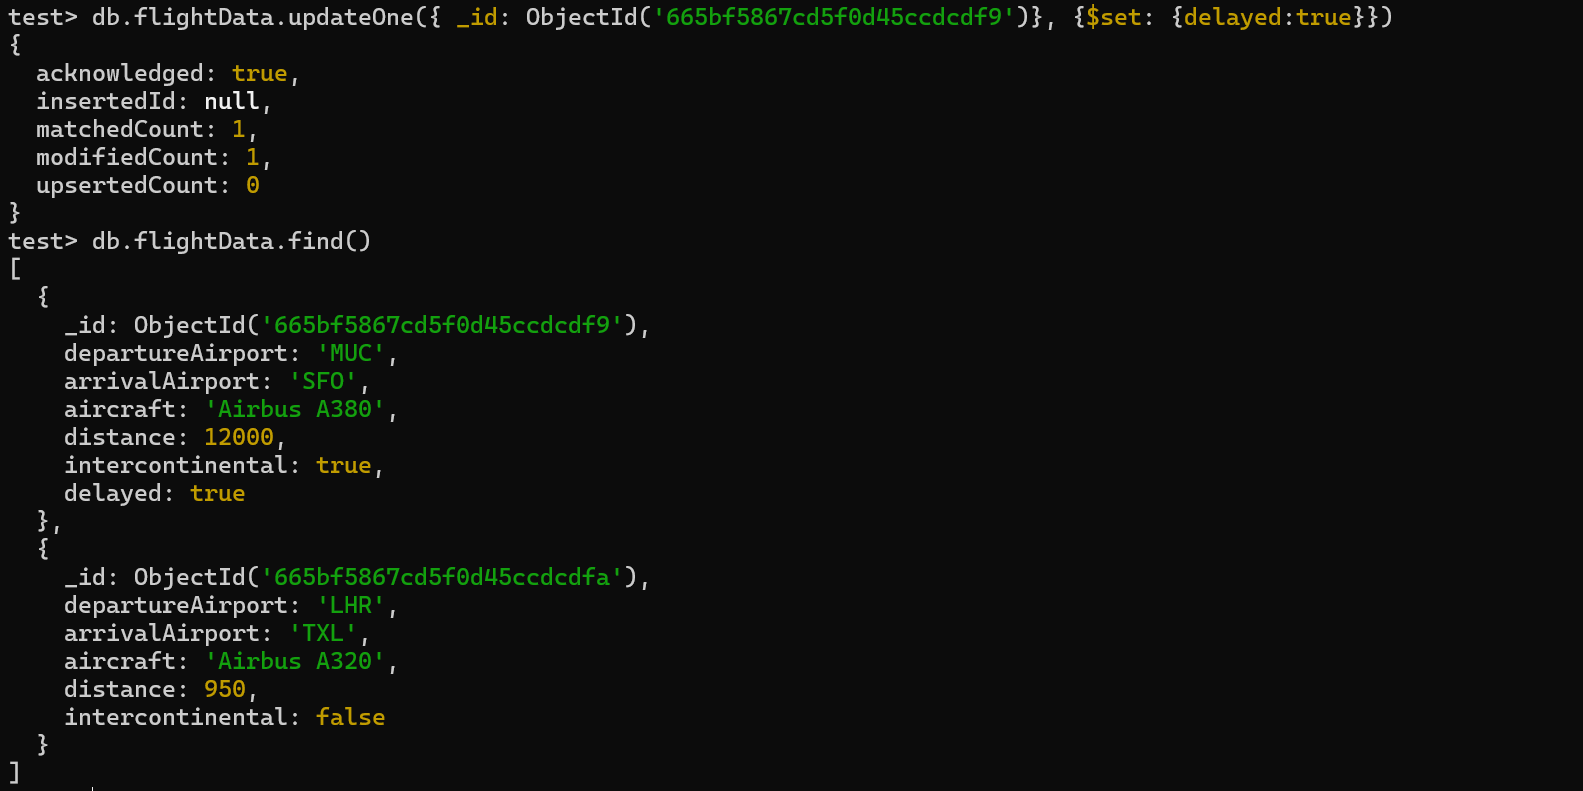 test> db.flightData.updateOne({ _id: ObjectId('665bf5867cd5f0d45ccdcdf9')}, {$set: {delayed:true}})
{
  acknowledged: true,
  insertedId: null,
  matchedCount: 1,
  modifiedCount: 1,
  upsertedCount: 0
}
test> db.flightData.find()
[
  {
    _id: ObjectId('665bf5867cd5f0d45ccdcdf9'),
    departureAirport: 'MUC',
    arrivalAirport: 'SFO',
    aircraft: 'Airbus A380',
    distance: 12000,
    intercontinental: true,
    delayed: true
  },
  {
    _id: ObjectId('665bf5867cd5f0d45ccdcdfa'),
    departureAirport: 'LHR',
    arrivalAirport: 'TXL',
    aircraft: 'Airbus A320',
    distance: 950,
    intercontinental: false
  }
]